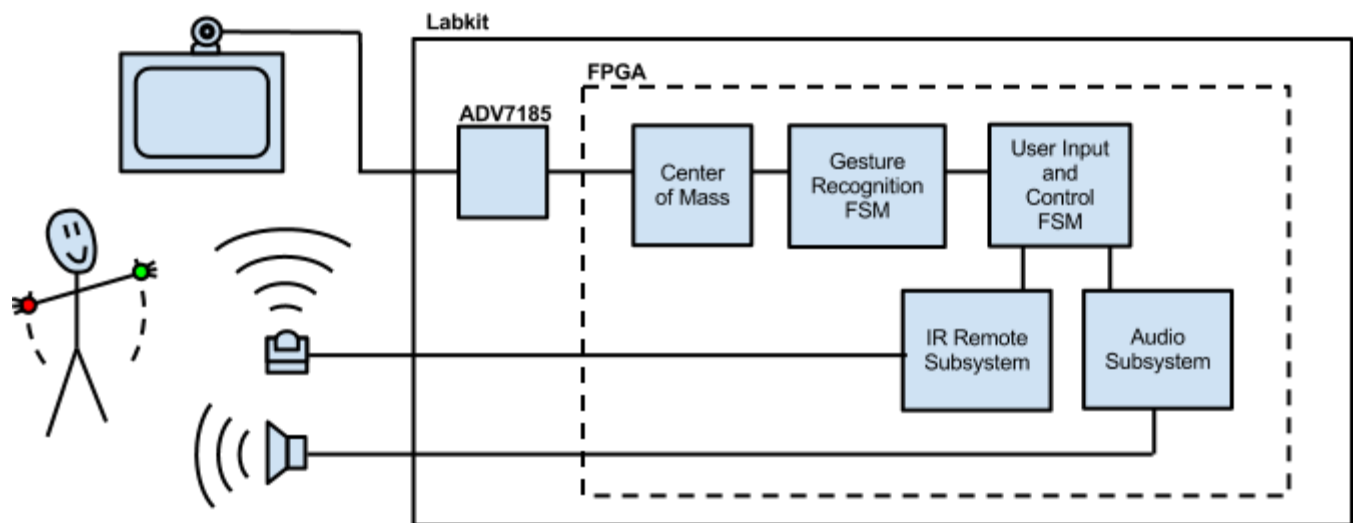 Labkit
FPGA
ADV7185
Center
of Mass
Gesture
Recognition
FSM
User Input
and
Control
FSM
IR Remote
Subsystem
Audio
Subsystem